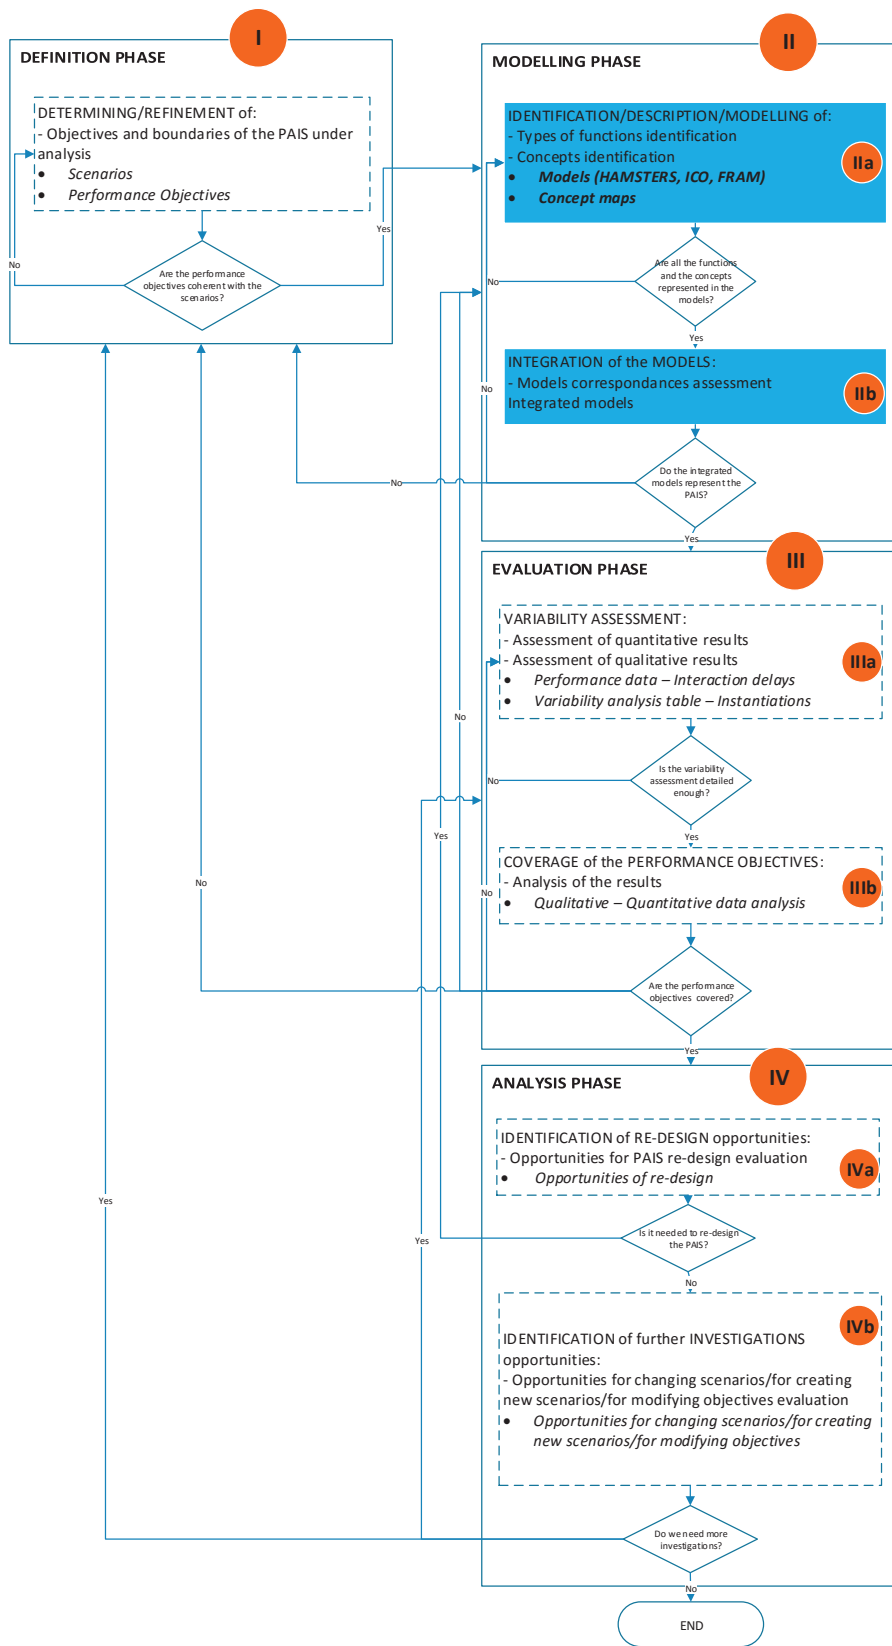 I
DEFINITION PHASE
DETERMINING/REFINEMENT of:
- Objectives and boundaries of the PAIS under
analysis
• Scenarios
• Performance Objectives
Yes
No
Are the performance
objectives coherent with the
scenarios?
II
MODELLING PHASE
IDENTIFICATION/DESCRIPTION/MODELLING of:
- Types of functions identification
- Concepts identification
• Models (HAMSTERS, ICO, FRAM)
• Concept maps
IIa
Are all the functions
and the concepts
represented in the
models?
No
Yes
INTEGRATION of the MODELS:
- Models correspondances assessment
Integrated models
IIb
No
Do the integrated
models represent the
PAIS?
No
Yes
III
EVALUATION PHASE
VARIABILITY ASSESSMENT:
- Assessment of quantitative results
- Assessment of qualitative results
• Performance data – Interaction delays
• Variability analysis table – Instantiations
IIIa
No
Is the variability
assessment detailed
enough?
No
Yes
Yes
COVERAGE of the PERFORMANCE OBJECTIVES:
- Analysis of the results
• Qualitative – Quantitative data analysis
IIIb
No
No
Are the performance
objectives covered?
Yes
IV
ANALYSIS PHASE
IDENTIFICATION of RE-DESIGN opportunities:
- Opportunities for PAIS re-design evaluation
• Opportunities of re-design
IVa
Yes
Yes
Is it needed to re-design
the PAIS?
No
IDENTIFICATION of further INVESTIGATIONS
opportunities:
- Opportunities for changing scenarios/for creating
new scenarios/for modifying objectives evaluation
• Opportunities for changing scenarios/for creating
new scenarios/for modifying objectives
IVb
Do we need more
investigations?
No
END